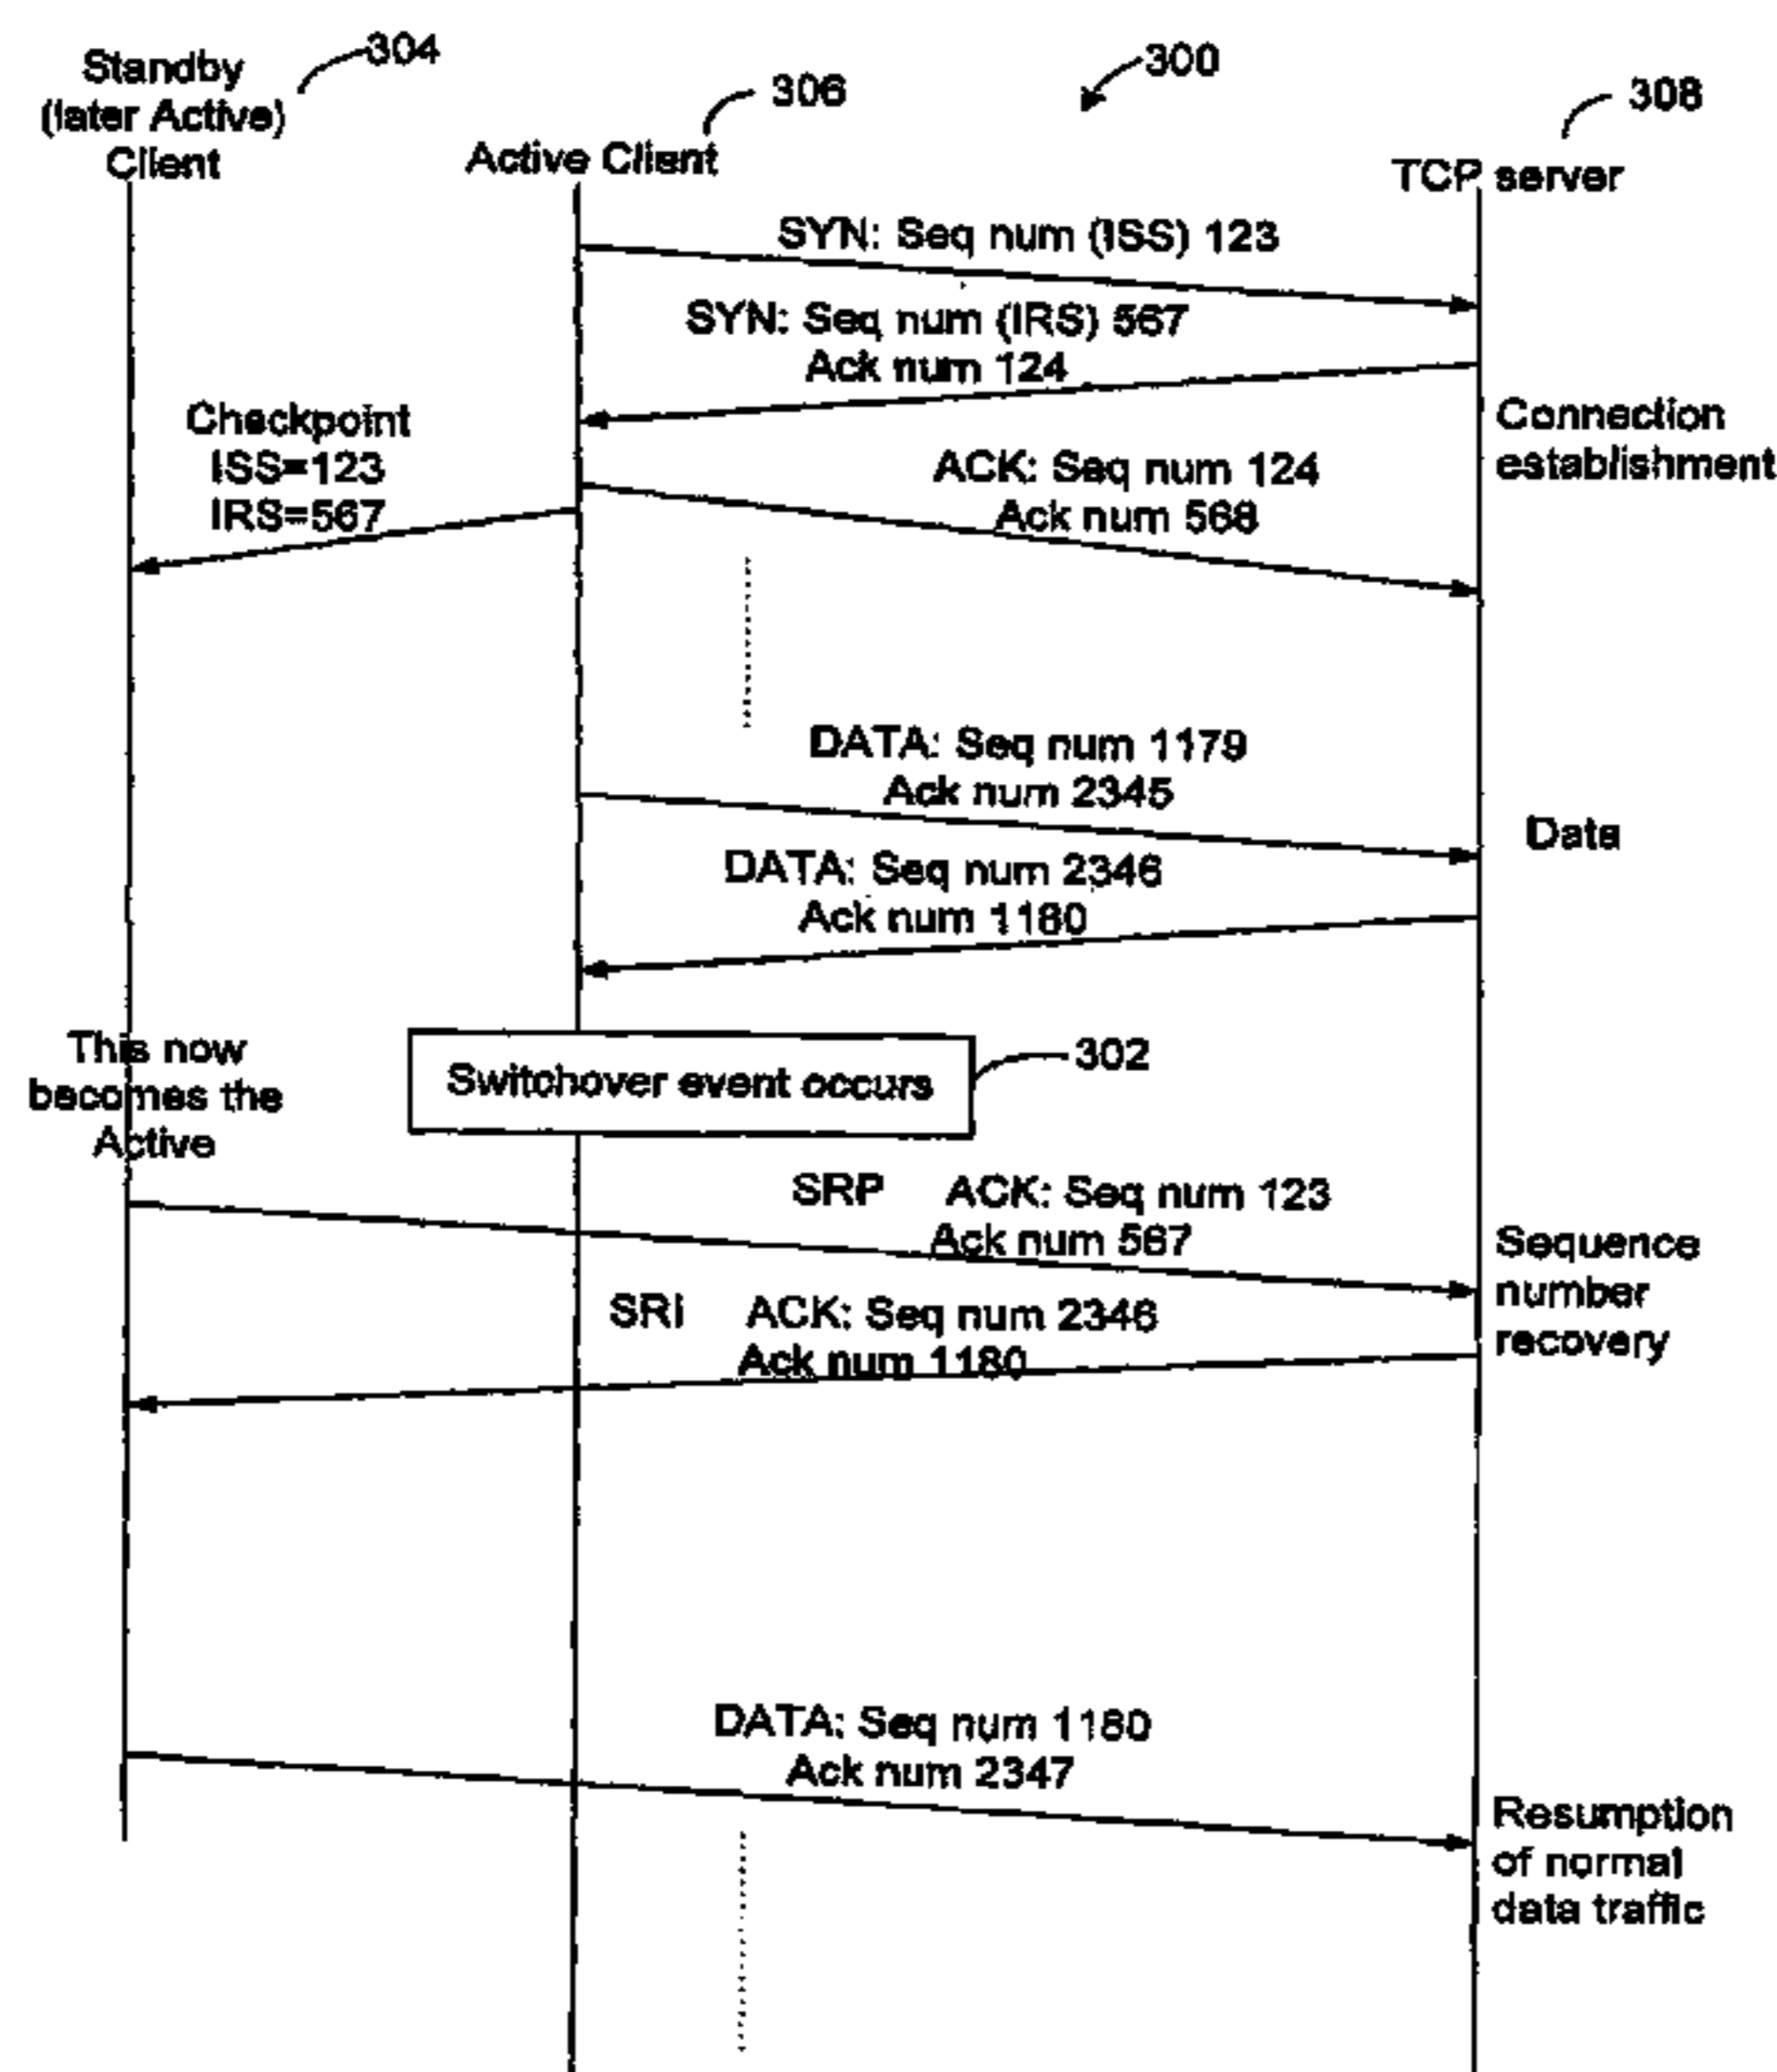 Standby
(later Active)
Client
304
306
Active Client
300
308
TCP server
SYN: Seq num (ISS) 123
SYN: Seq num (IRS) 567
Ack num 124
Checkpoint
ISS=123
IRS=567
ACK: Seq num 124
Ack num 568
Connection
establishment
DATA: Seq num 1179
Ack num 2345
Data
DATA: Seq num 2346
Ack num 1180
This now
becomes the
Active
Switchover event occurs
302
SRP ACK: Seq num 123
Ack num 567
SRI ACK: Seq num 2346
Ack num 1180
Sequence
number
recovery
DATA: Seq num 1180
Ack num 2347
Resumption
of normal
data traffic